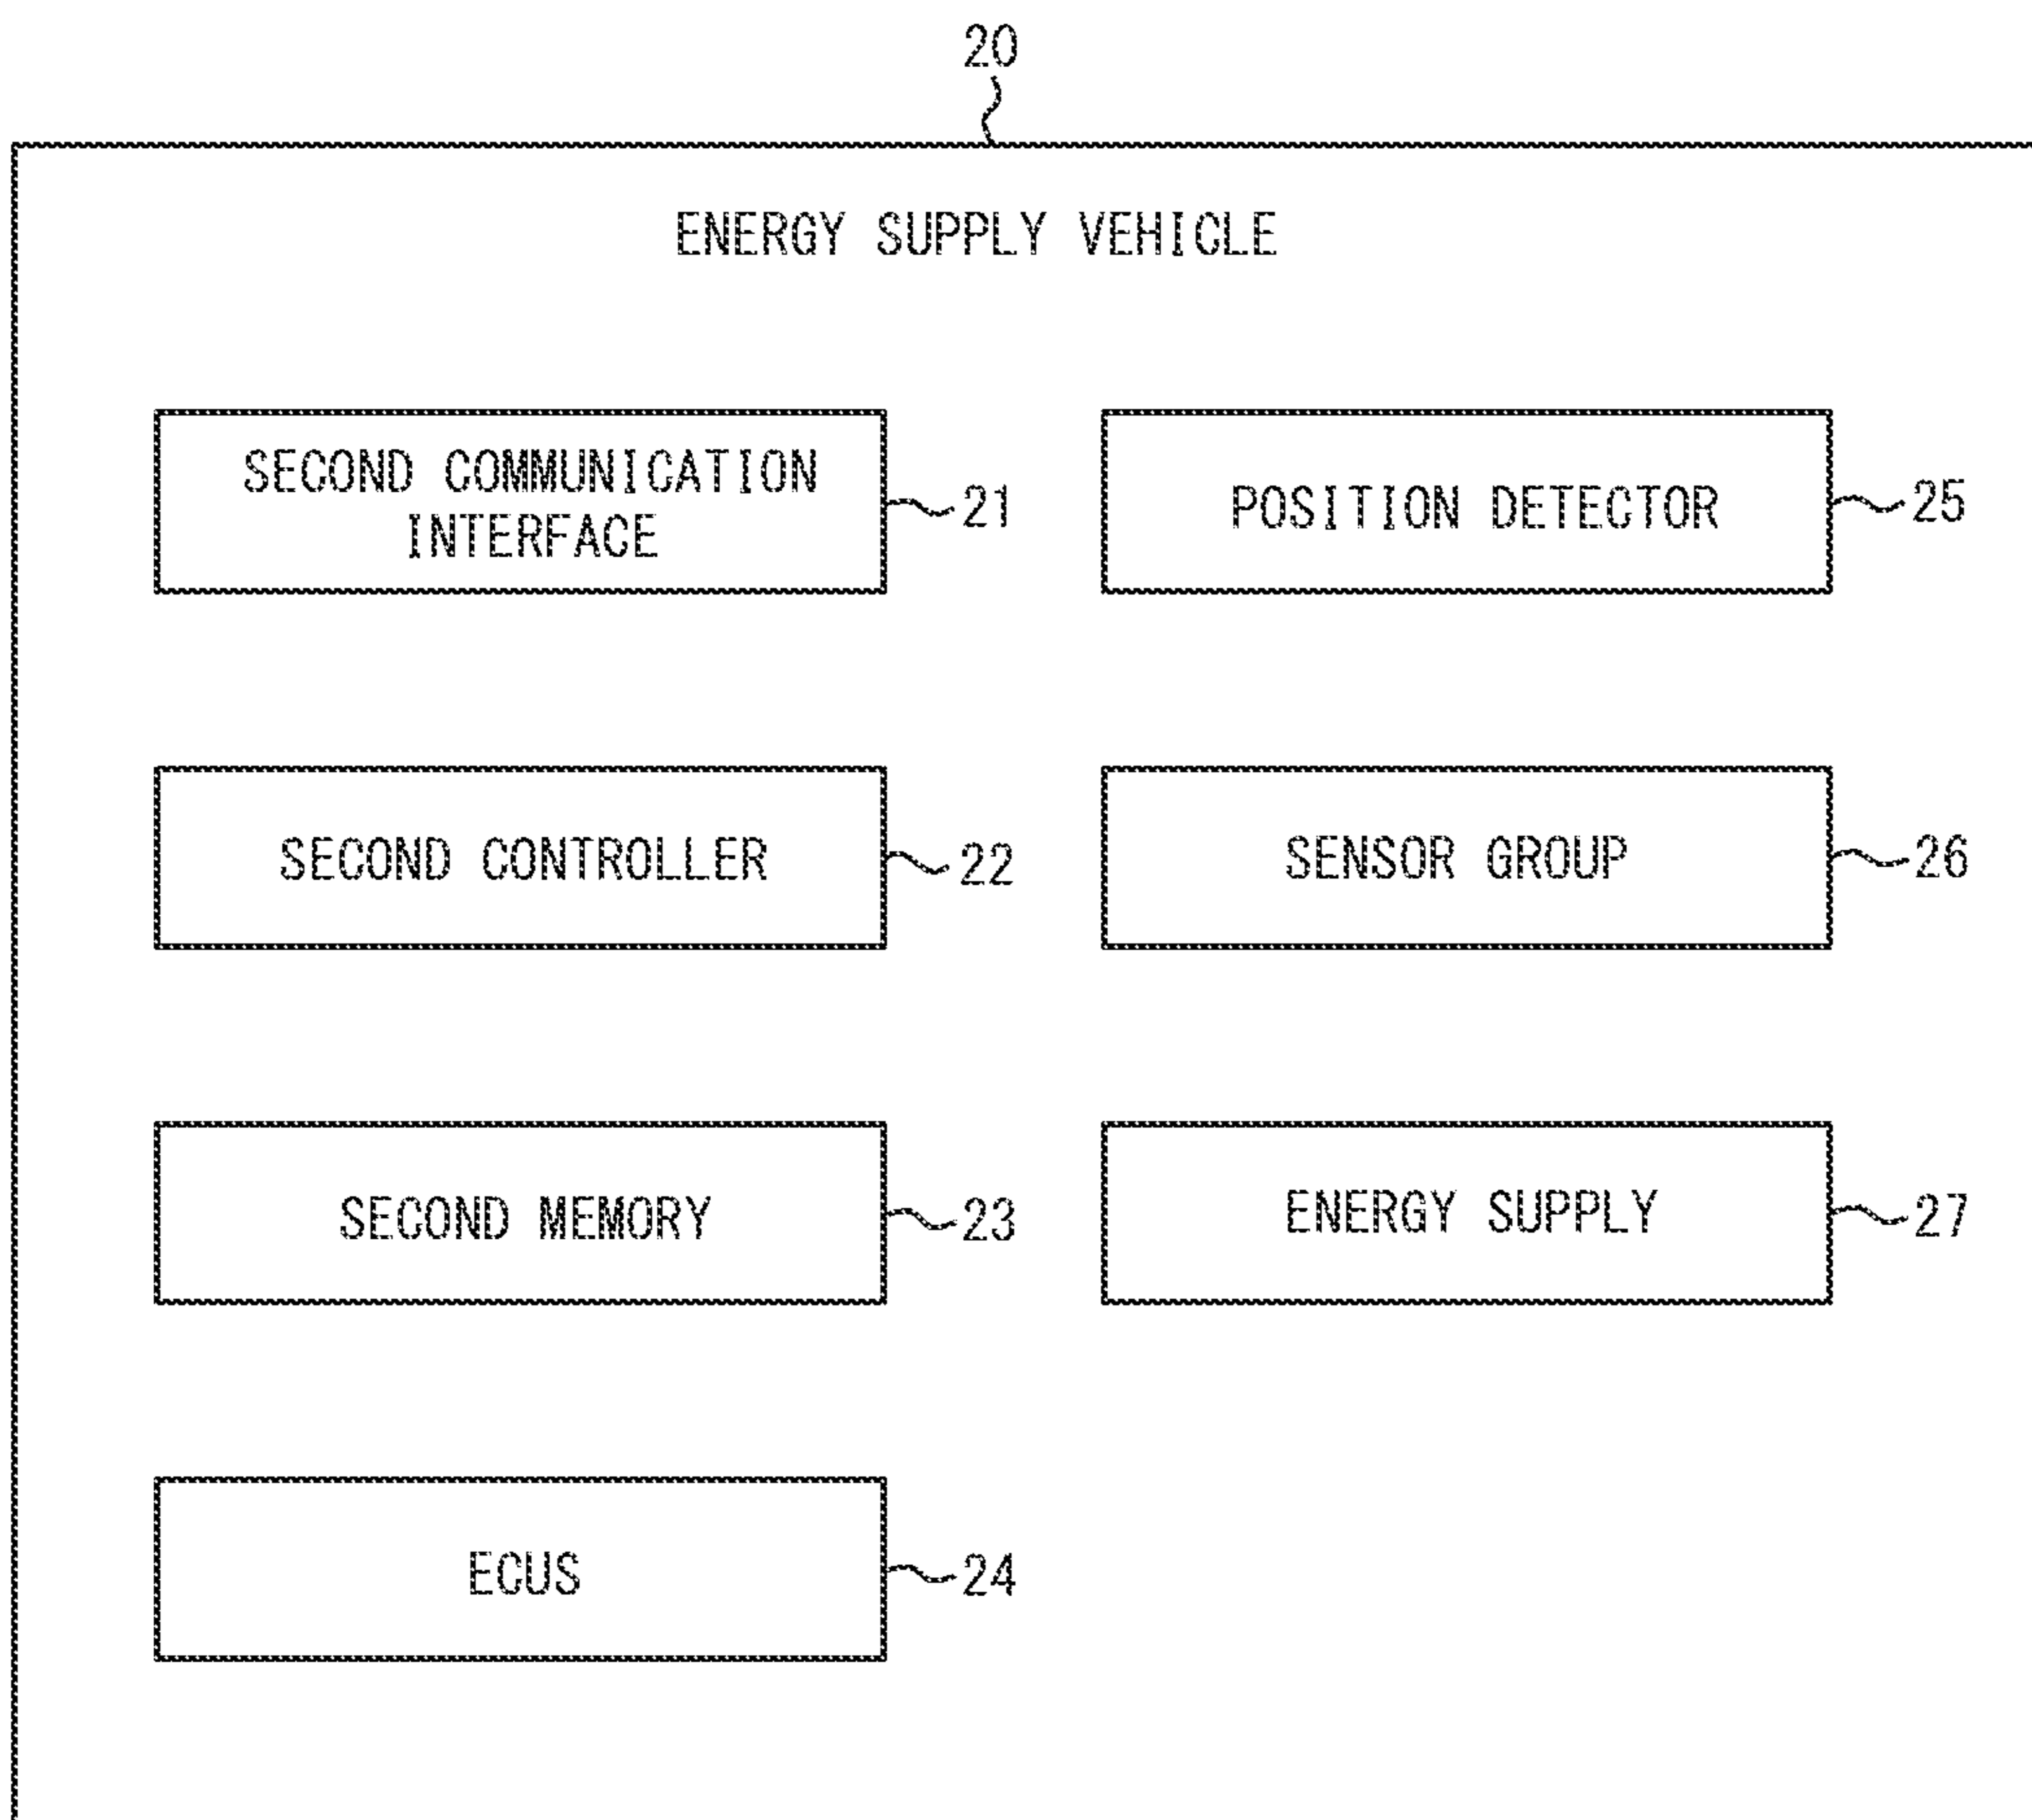 20
ENERGY SUPPLY VEHICLE
SECOND COMMUNICATION
INTERFACE
21
POSITION DETECTOR
25
SECOND CONTROLLER
22
SENSOR GROUP
26
SECOND MEMORY
23
ENERGY SUPPLY
27
ECUS
24